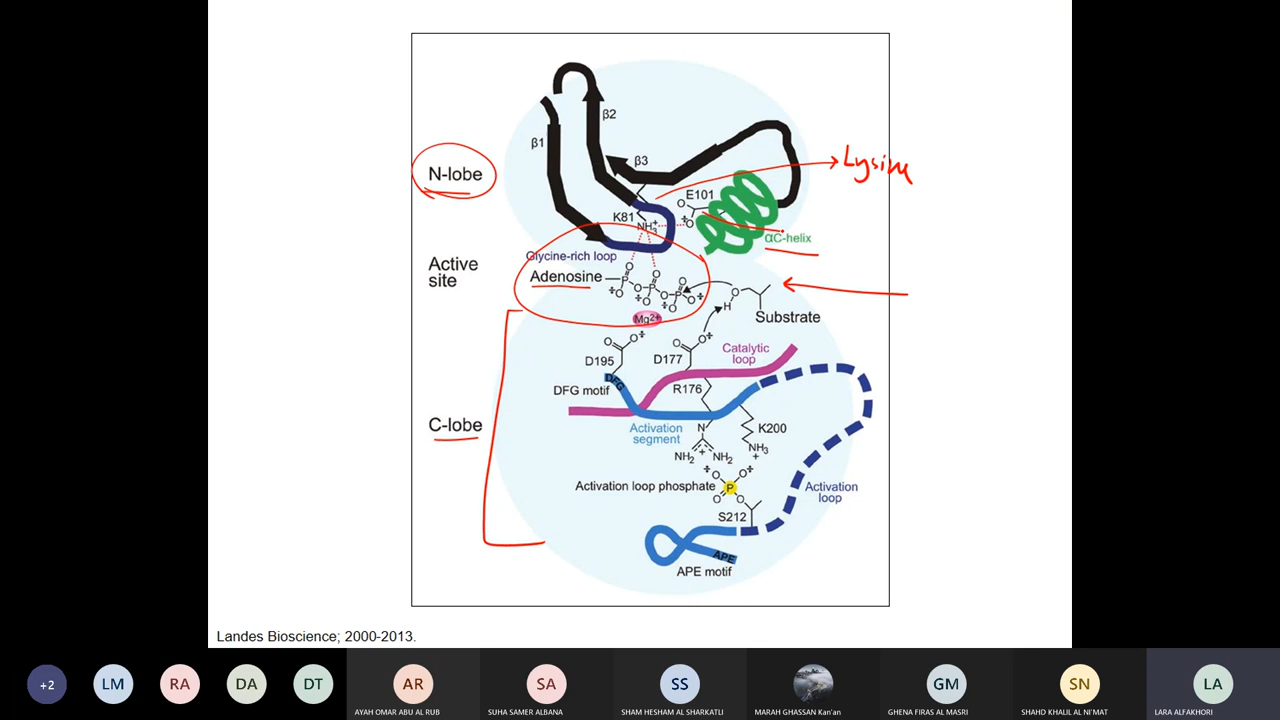 β2
β1
β3
Lysine
N-lobe
E101
K81
NH3+
αC-helix
Glycine-rich loop
Active
site
Adenosine
P
P
P
O
O
O
O
O
O
O
O
H
Mg2+
Substrate
D195
D177
Catalytic
loop
DFG
DFG motif
R176
C-lobe
Activation
segment
K200
N
NH2
NH2
NH3
+
Activation loop phosphate
P
Activation
loop
S212
APE
APE motif
Landes Bioscience; 2000-2013.
+2
LM
RA
DA
DT
AR
SA
SS
GM
SN
LA
AYAH OMAR ABU AL RUB
SUHA SAMER ALBANA
SHAM HESHAM AL SHARKATLI
MARAH GHASSAN Kan'an
GHENA FIRAS AL MASRI
SHAHD KHALIL AL NI'MAT
LARA ALFAKHORI